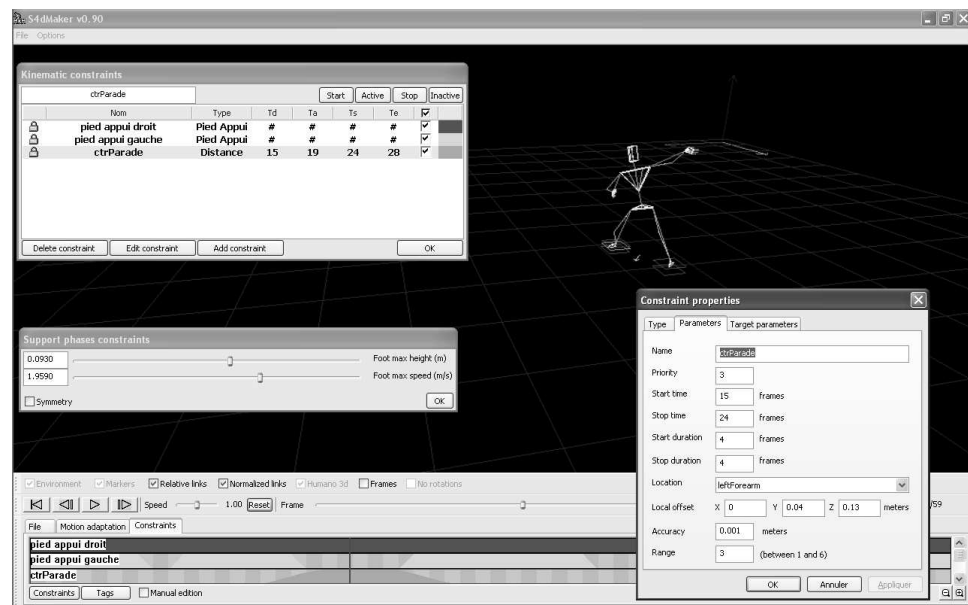 S4dMaker v0.90
File Options
Kinematic constraints
ctrParade Start Active Stop Inactive
Nom Type Td Ta Ts Te
pied appui droit Pied Appui # # # #
pied appui gauche Pied Appui # # # #
ctrParade Distance 15 19 24 28
Delete constraint Edit constraint Add constraint OK
Support phases constraints
0.0930 Foot max height (m)
1.9590 Foot max speed (m/s)
Symmetry OK
Constraint properties
Type Parameters Target parameters
Name ctrParade
Priority 3
Start time 15 frames
Stop time 24 frames
Start duration 4 frames
Stop duration 4 frames
Location leftForearm
Local offset X 0 Y 0.04 Z 0.13 meters
Accuracy 0.001 meters
Range 3 (between 1 and 6)
OK Annuler Appliquer
Environment Markers Relative links Normalized links Humano 3d Frames No rotations
Speed 1.00 Reset Frame /59
File Motion adaptation Constraints
pied appui droit
pied appui gauche
ctrParade
Constraints Tags Manual edition